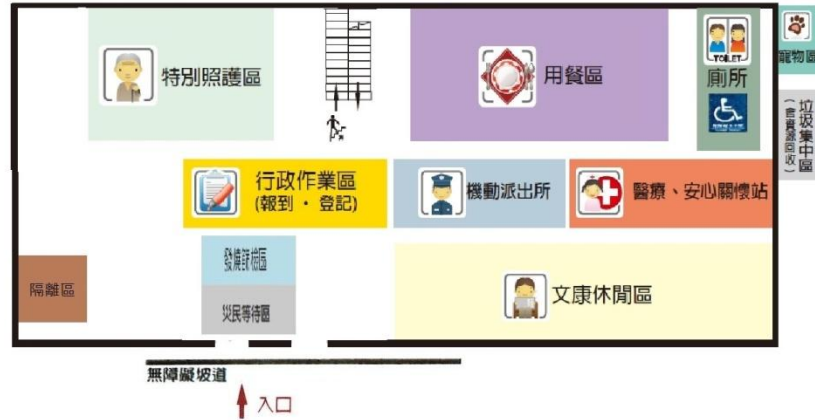 特別照護區
用餐區
TOILET
廁所
寵物區
垃圾集中區
(含資源回收)
行政作業區
(報到 · 登記)
機動派出所
醫療、安心關懷站
發燒篩檢區
災民等待區
隔離區
文康休閒區
無障礙坡道
入口